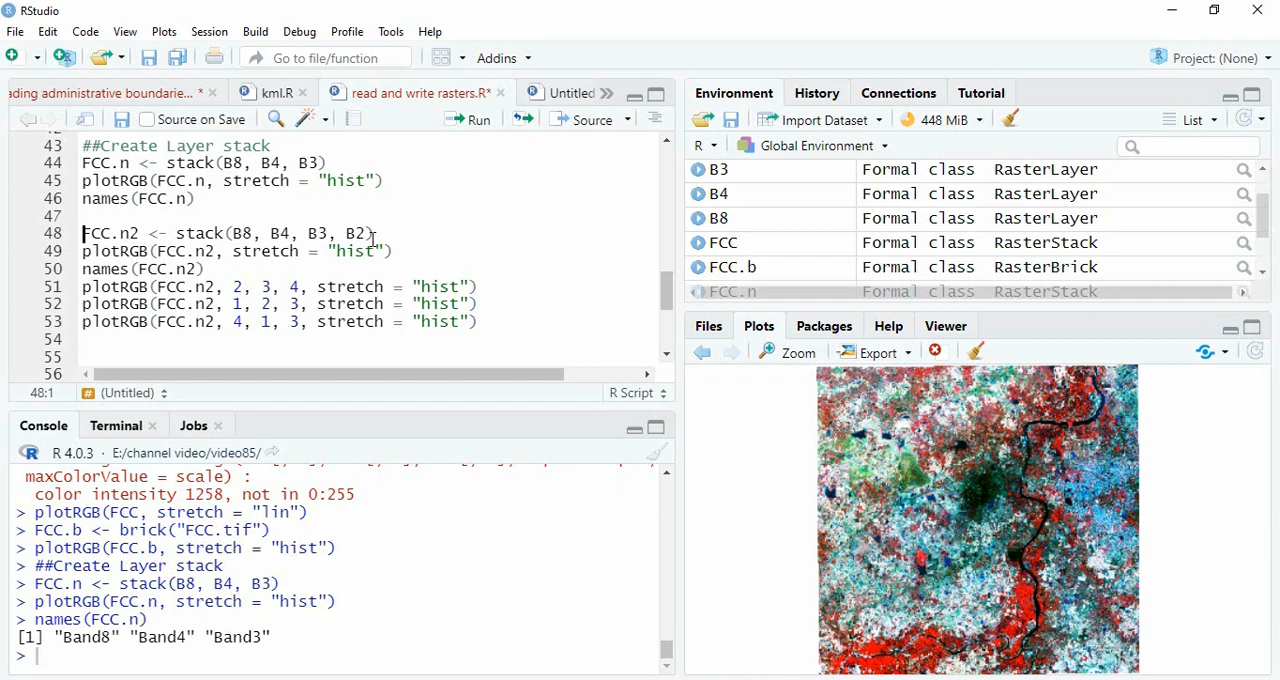 RStudio
File Edit Code View Plots Session Build Debug Profile Tools Help
Go to file/function Addins Project: (None)
ading administrative boundarie... * kml.R read and write rasters.R* Untitled
Source on Save Run Source
43 ##Create Layer stack
44 FCC.n <- stack(B8, B4, B3)
45 plotRGB(FCC.n, stretch = "hist")
46 names(FCC.n)
47
48 FCC.n2 <- stack(B8, B4, B3, B2)
49 plotRGB(FCC.n2, stretch = "hist")
50 names(FCC.n2)
51 plotRGB(FCC.n2, 2, 3, 4, stretch = "hist")
52 plotRGB(FCC.n2, 1, 2, 3, stretch = "hist")
53 plotRGB(FCC.n2, 4, 1, 3, stretch = "hist")
54
55
56
48:1 (Untitled) R Script
Console Terminal Jobs
R 4.0.3 · E:/channel video/video85/
maxColorValue = scale) :
color intensity 1258, not in 0:255
> plotRGB(FCC, stretch = "lin")
> FCC.b <- brick("FCC.tif")
> plotRGB(FCC.b, stretch = "hist")
> ##Create Layer stack
> FCC.n <- stack(B8, B4, B3)
> plotRGB(FCC.n, stretch = "hist")
> names(FCC.n)
[1] "Band8" "Band4" "Band3"
>
Environment History Connections Tutorial
Import Dataset 448 MiB List
R Global Environment
B3 Formal class RasterLayer
B4 Formal class RasterLayer
B8 Formal class RasterLayer
FCC Formal class RasterStack
FCC.b Formal class RasterBrick
FCC.n Formal class RasterStack
Files Plots Packages Help Viewer
Zoom Export